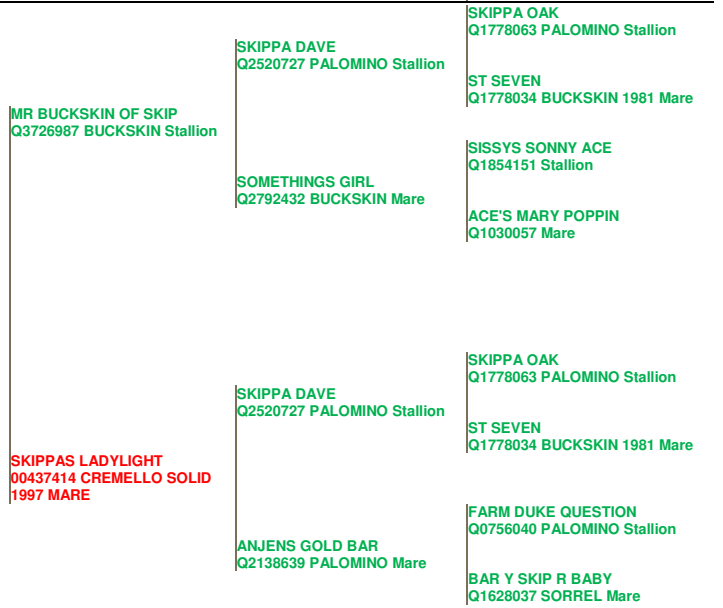 SKIPPA OAK
Q1778063 PALOMINO Stallion
SKIPPA DAVE
Q2520727 PALOMINO Stallion
ST SEVEN
Q1778034 BUCKSKIN 1981 Mare
MR BUCKSKIN OF SKIP
Q3726987 BUCKSKIN Stallion
SISSYS SONNY ACE
Q1854151 Stallion
SOMETHINGS GIRL
Q2792432 BUCKSKIN Mare
ACE'S MARY POPPIN
Q1030057 Mare
SKIPPA OAK
Q1778063 PALOMINO Stallion
SKIPPA DAVE
Q2520727 PALOMINO Stallion
ST SEVEN
Q1778034 BUCKSKIN 1981 Mare
SKIPPAS LADYLIGHT
00437414 CREMELLO SOLID
1997 MARE
FARM DUKE QUESTION
Q0756040 PALOMINO Stallion
ANJENS GOLD BAR
Q2138639 PALOMINO Mare
BAR Y SKIP R BABY
Q1628037 SORREL Mare